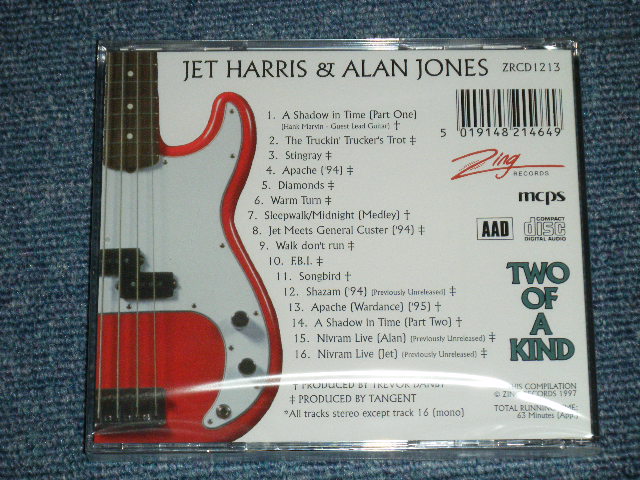 JET HARRIS & ALAN JONES
ZRCD1213
1. A Shadow in Time (Part One)
(Hank Marvin - Guest Lead Guitar) †
2. The Truckin' Trucker's Trot ‡
3. Stingray ‡
4. Apache ('94) ‡
5. Diamonds ‡
6. Warm Turn ‡
7. Sleepwalk/Midnight (Medley) †
8. Jet Meets General Custer ('94) ‡
9. Walk don't run ‡
10. F.B.I. ‡
11. Songbird †
12. Shazam ('94) (Previously Unreleased) ‡
13. Apache (Wardance) ('95) †
14. A Shadow in Time (Part Two) †
15. Nivram Live (Alan) (Previously Unreleased) ‡
16. Nivram Live (Jet) (Previously Unreleased) ‡
† PRODUCED BY TREVOR DANBY
‡ PRODUCED BY TANGENT
*All tracks stereo except track 16 (mono)
5 019148 214649
Zing
RECORDS
mcps
AAD
COMPACT
disc
DIGITAL AUDIO
TWO
OF
A
KIND
THIS COMPILATION
© ZING RECORDS 1997
TOTAL RUNNING TIME:
63 Minutes (App)